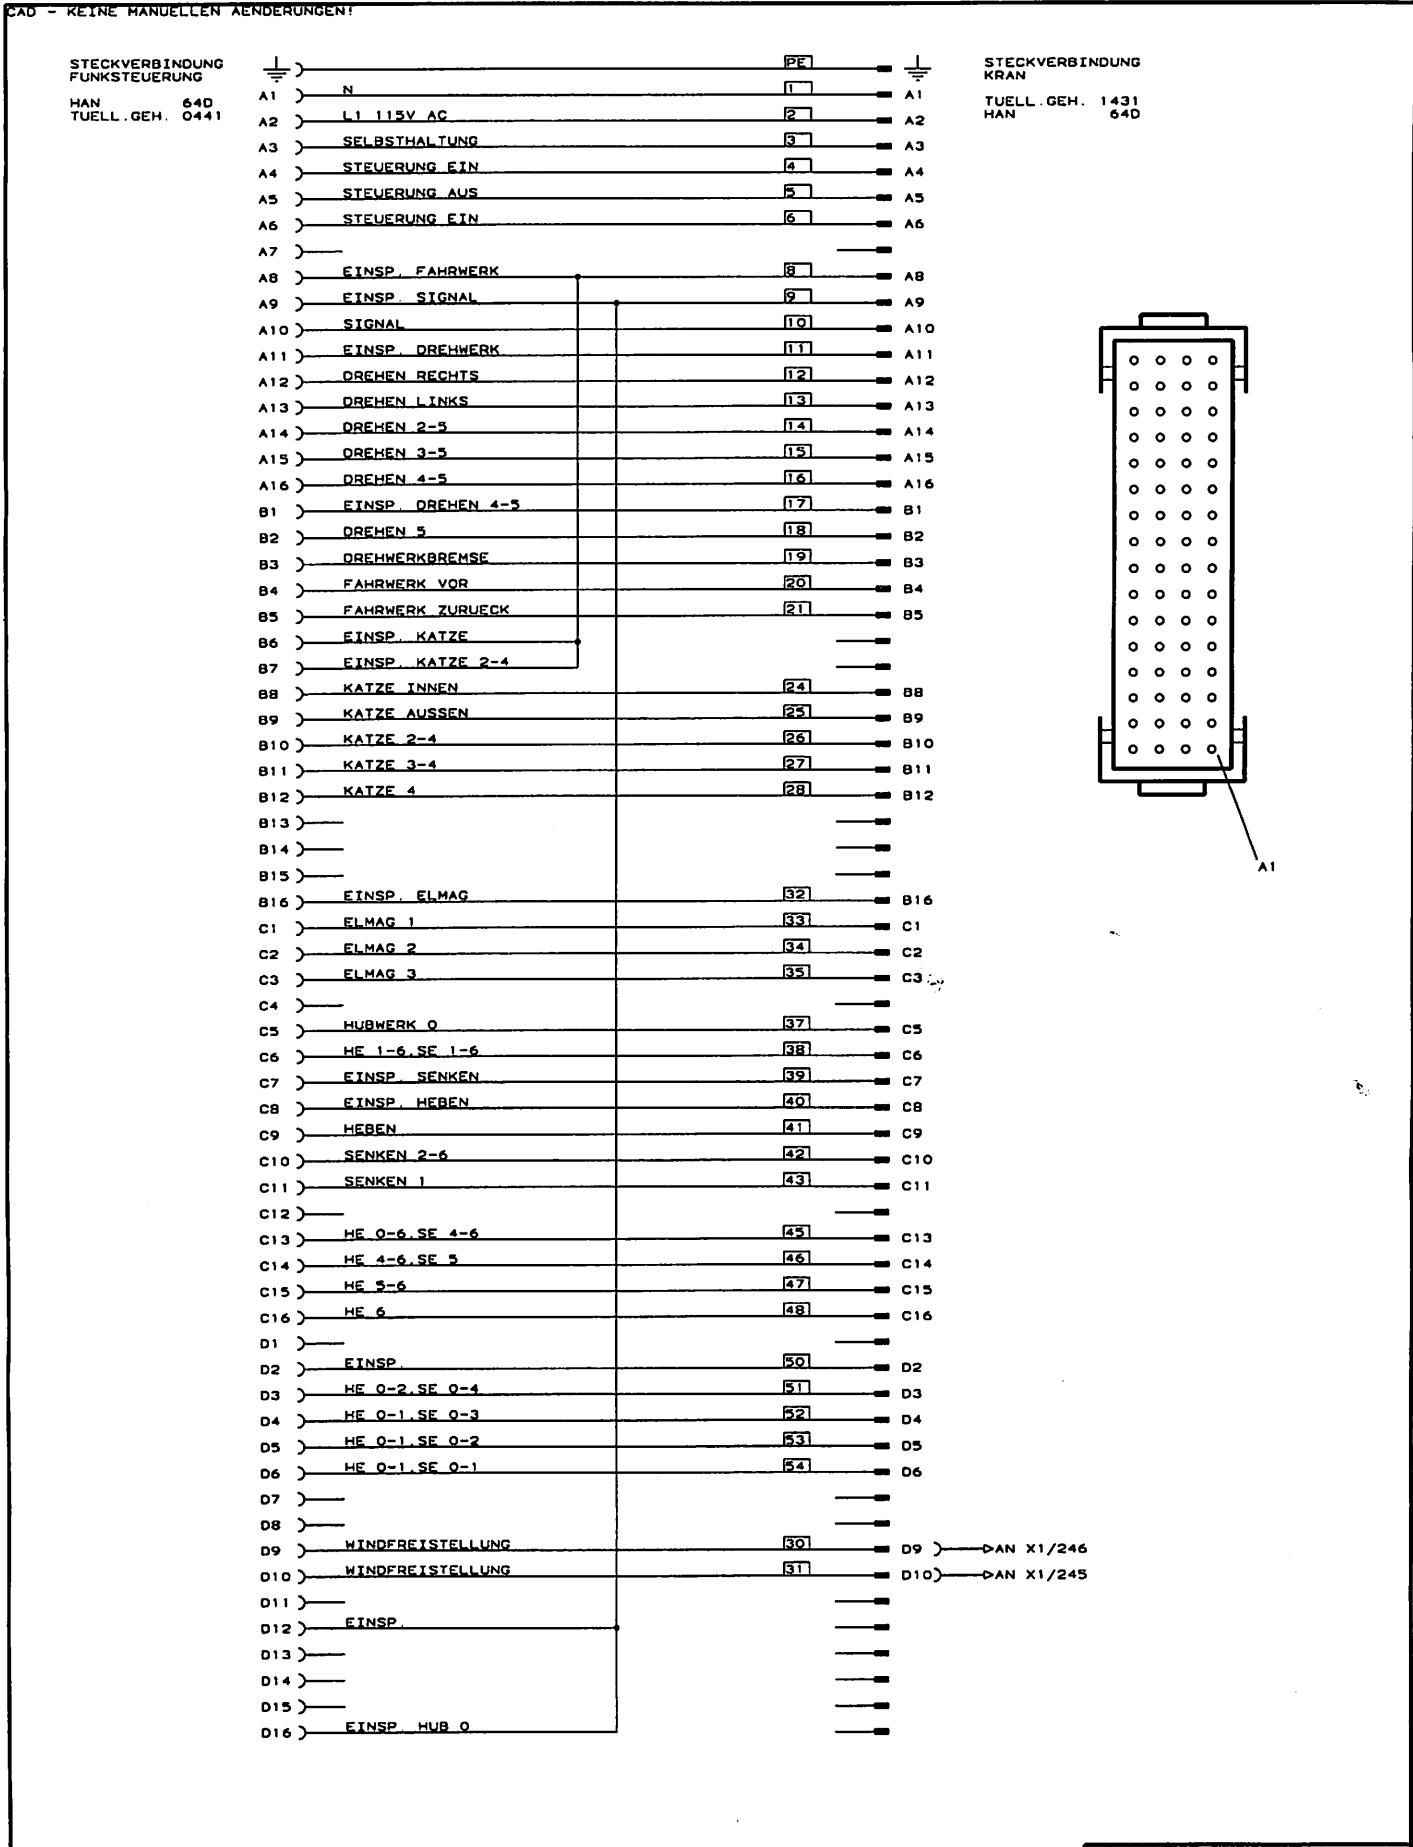 CAD - KEINE MANUELLEN AENDERUNGEN!
STECKVERBINDUNG
FUNKSTEUERUNG
HAN 64D
TUELL.GEH. 0441
STECKVERBINDUNG
KRAN
TUELL.GEH. 1431
HAN 64D
PE
A1 N 1 A1
A2 L1 115V AC 2 A2
A3 SELBSTHALTUNG 3 A3
A4 STEUERUNG EIN 4 A4
A5 STEUERUNG AUS 5 A5
A6 STEUERUNG EIN 6 A6
A7
A8 EINSP. FAHRWERK 8 A8
A9 EINSP. SIGNAL 9 A9
A10 SIGNAL 10 A10
A11 EINSP. DREHWERK 11 A11
A12 DREHEN RECHTS 12 A12
A13 DREHEN LINKS 13 A13
A14 DREHEN 2-5 14 A14
A15 DREHEN 3-5 15 A15
A16 DREHEN 4-5 16 A16
B1 EINSP. DREHEN 4-5 17 B1
B2 DREHEN 5 18 B2
B3 DREHWERKBREMSE 19 B3
B4 FAHRWERK VOR 20 B4
B5 FAHRWERK ZURUECK 21 B5
B6 EINSP. KATZE
B7 EINSP. KATZE 2-4
B8 KATZE INNEN 24 B8
B9 KATZE AUSSEN 25 B9
B10 KATZE 2-4 26 B10
B11 KATZE 3-4 27 B11
B12 KATZE 4 28 B12
B13
B14
B15
A1
B16 EINSP. ELMAG 32 B16
C1 ELMAG 1 33 C1
C2 ELMAG 2 34 C2
C3 ELMAG 3 35 C3
C4
C5 HUBWERK 0 37 C5
C6 HE 1-6.SE 1-6 38 C6
C7 EINSP. SENKEN 39 C7
C8 EINSP. HEBEN 40 C8
C9 HEBEN 41 C9
C10 SENKEN 2-6 42 C10
C11 SENKEN 1 43 C11
C12
C13 HE 0-6.SE 4-6 45 C13
C14 HE 4-6.SE 5 46 C14
C15 HE 5-6 47 C15
C16 HE 6 48 C16
D1
D2 EINSP. 50 D2
D3 HE 0-2.SE 0-4 51 D3
D4 HE 0-1.SE 0-3 52 D4
D5 HE 0-1.SE 0-2 53 D5
D6 HE 0-1.SE 0-1 54 D6
D7
D8
D9 WINDFREISTELLUNG 30 D9 AN X1/246
D10 WINDFREISTELLUNG 31 D10 AN X1/245
D11
D12 EINSP.
D13
D14
D15
D16 EINSP. HUB 0